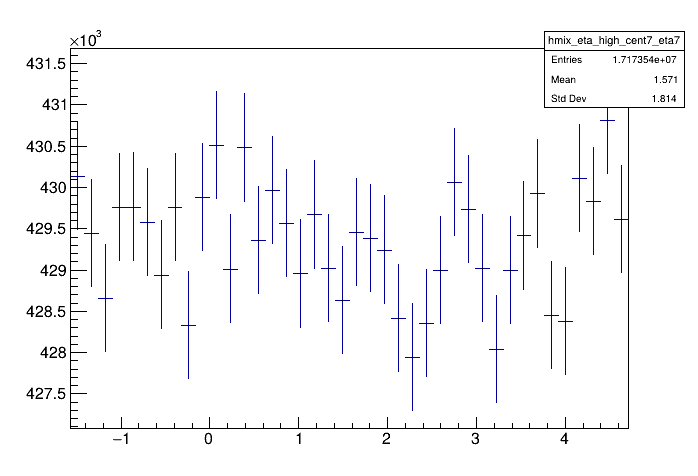 ×10³
hmix_eta_high_cent7_eta7
Entries 1.717354e+07
Mean 1.571
Std Dev 1.814
431.5
431
430.5
430
429.5
429
428.5
428
427.5
−1 0 1 2 3 4